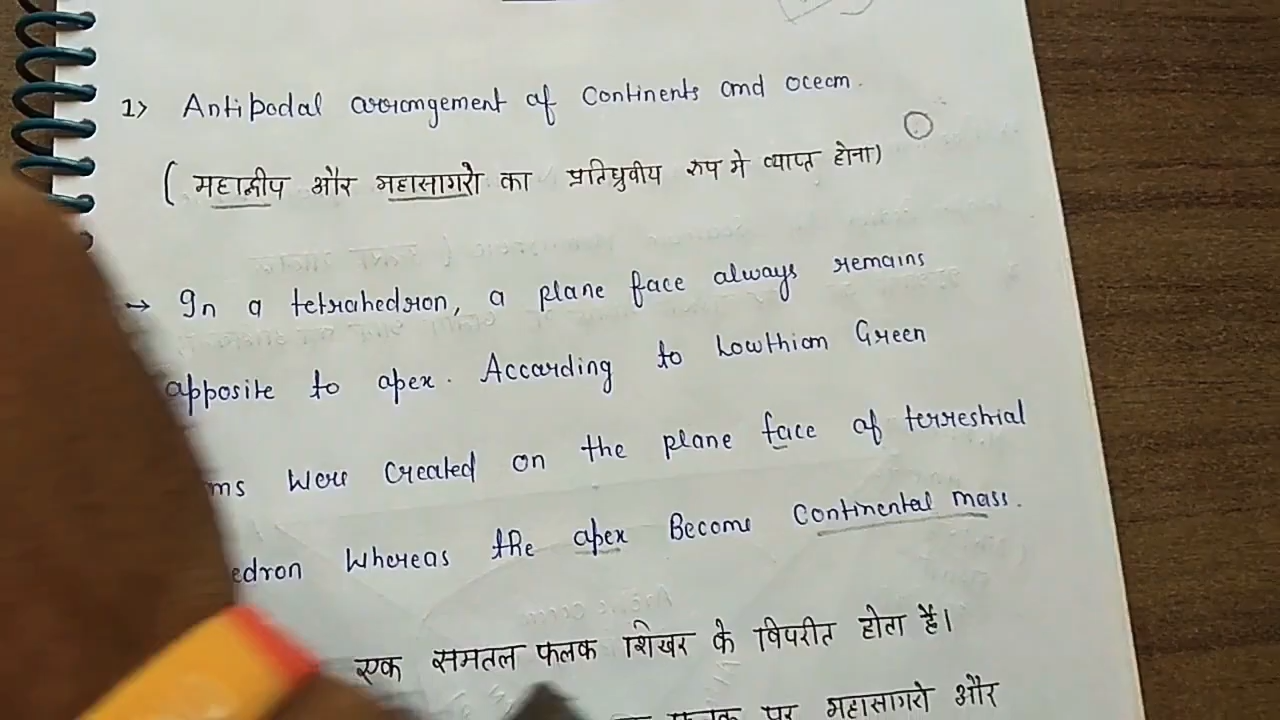 1> Antipodal arrangement of Continents and Ocean.
( महाद्वीप और महासागरो का प्रतिध्रुवीय रुप मे व्याप्त होना)
→ In a tetrahedron, a plane face always remains
opposite to apex. According to Lowthian Green
ms were created on the plane face of terrestrial
edron whereas the apex Become Continental mass.
एक समतल फलक शिखर के विपरीत होता है।
फलक पर महासागरो और